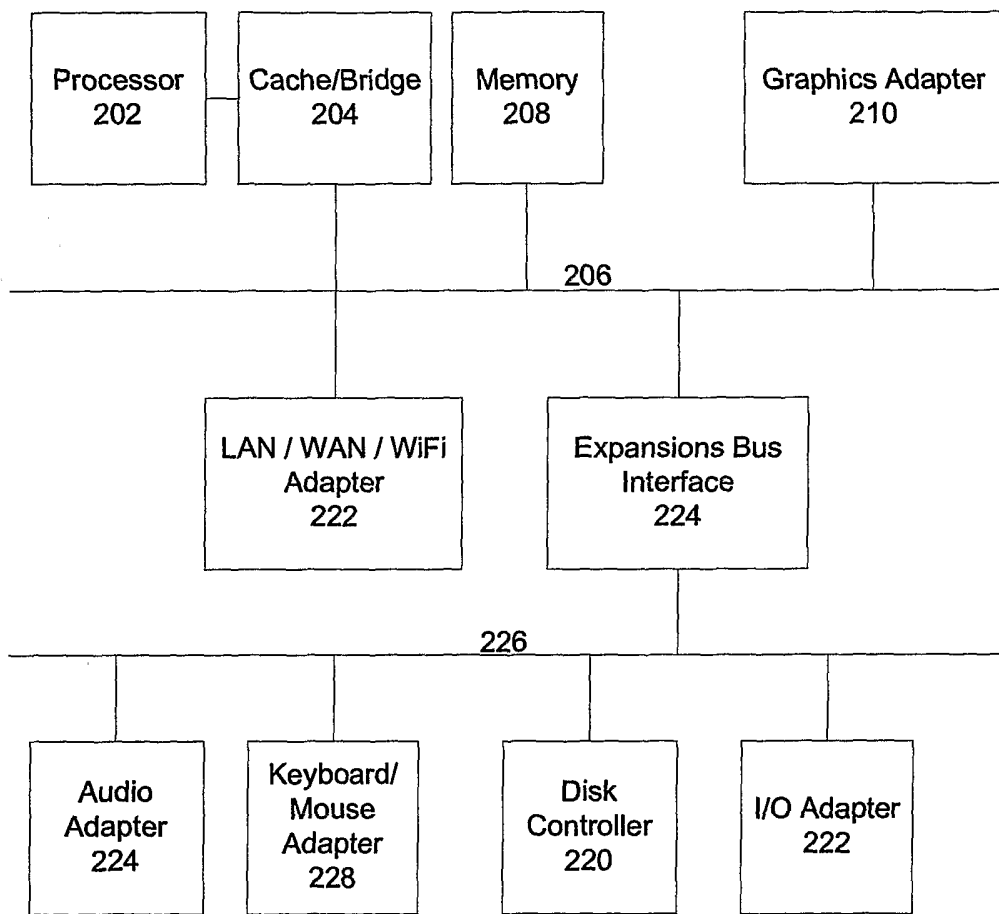 Processor
202
Cache/Bridge
204
Memory
208
Graphics Adapter
210
206
LAN / WAN / WiFi
Adapter
222
Expansions Bus
Interface
224
226
Audio
Adapter
224
Keyboard/
Mouse
Adapter
228
Disk
Controller
220
I/O Adapter
222